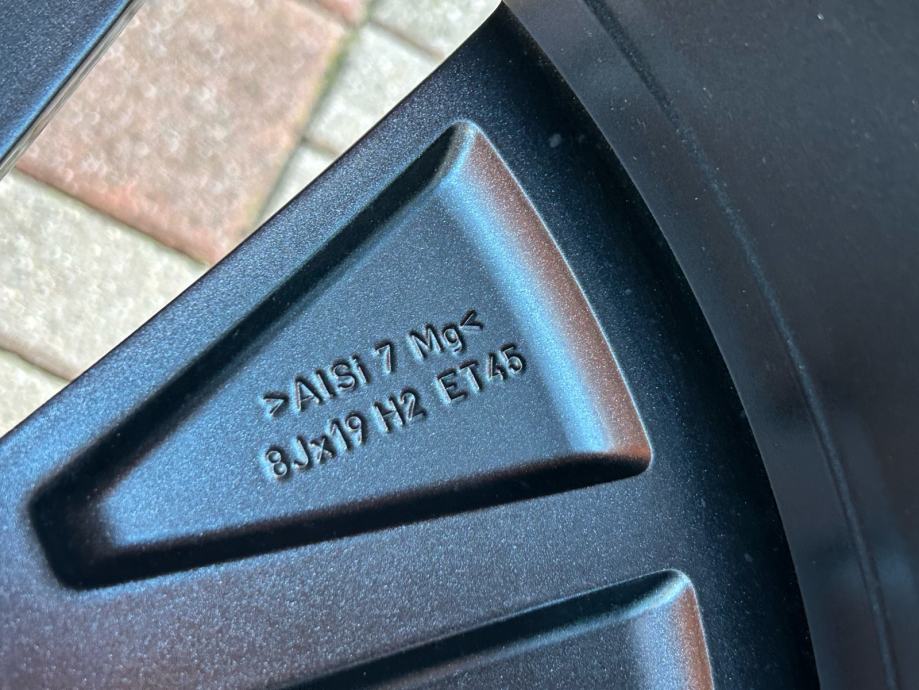 >AlSi 7 Mg<
8Jx19 H2 ET45